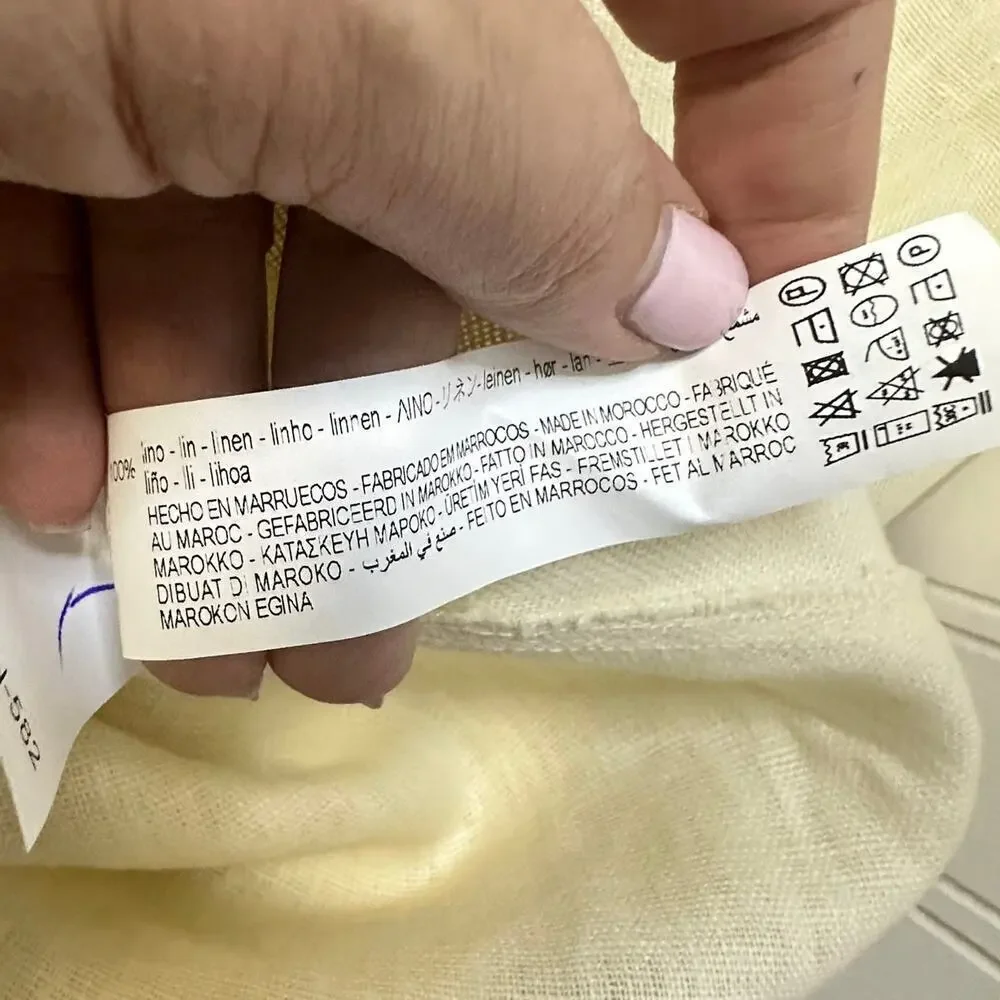 100% lino - lin - linen - linho - linnen - ΛΙΝΟ - リネン - leinen - hør - lan -
liño - lli - lihoa
HECHO EN MARRUECOS - FABRICADO EM MARROCOS - MADE IN MOROCCO - FABRIQUÉ
AU MAROC - GEFABRICEERD IN MAROKKO - FATTO IN MAROCCO - HERGESTELLT IN
MAROKKO - ΚΑΤΑΣΚΕΥΗ ΜΑΡΟΚΟ - ÜRETIM YERİ FAS - FREMSTILLET I MAROKKO
DIBUAT DI MAROKO - صنع في المغرب - FEITO EN MARROCOS - FET AL MARROC
MAROKON EGINA
-582